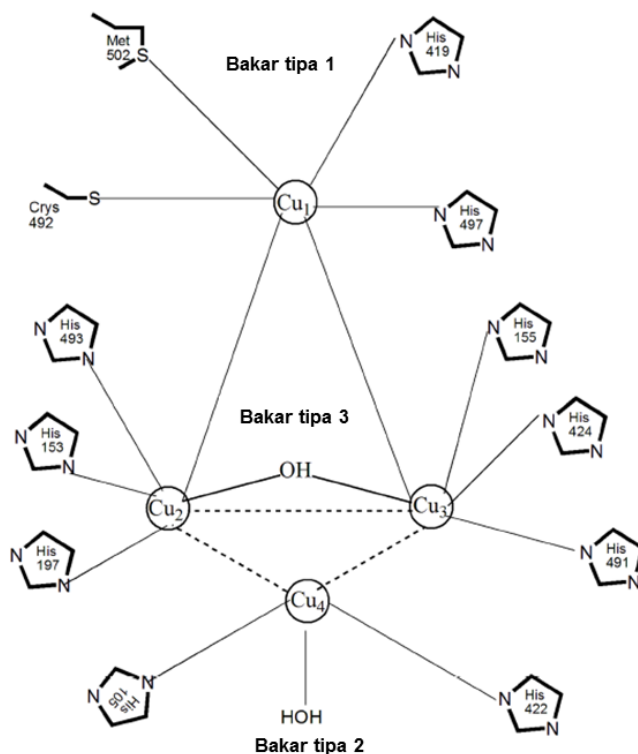 Met
502
S
Bakar tipa 1
N
His
419
N
Crys
492
S
Cu1
N
His
497
N
N
His
493
N
N
His
155
N
N
His
153
N
Bakar tipa 3
N
His
424
N
OH
Cu2
Cu3
N
His
197
N
N
His
491
N
Cu4
N
His
105
N
HOH
N
His
422
N
Bakar tipa 2